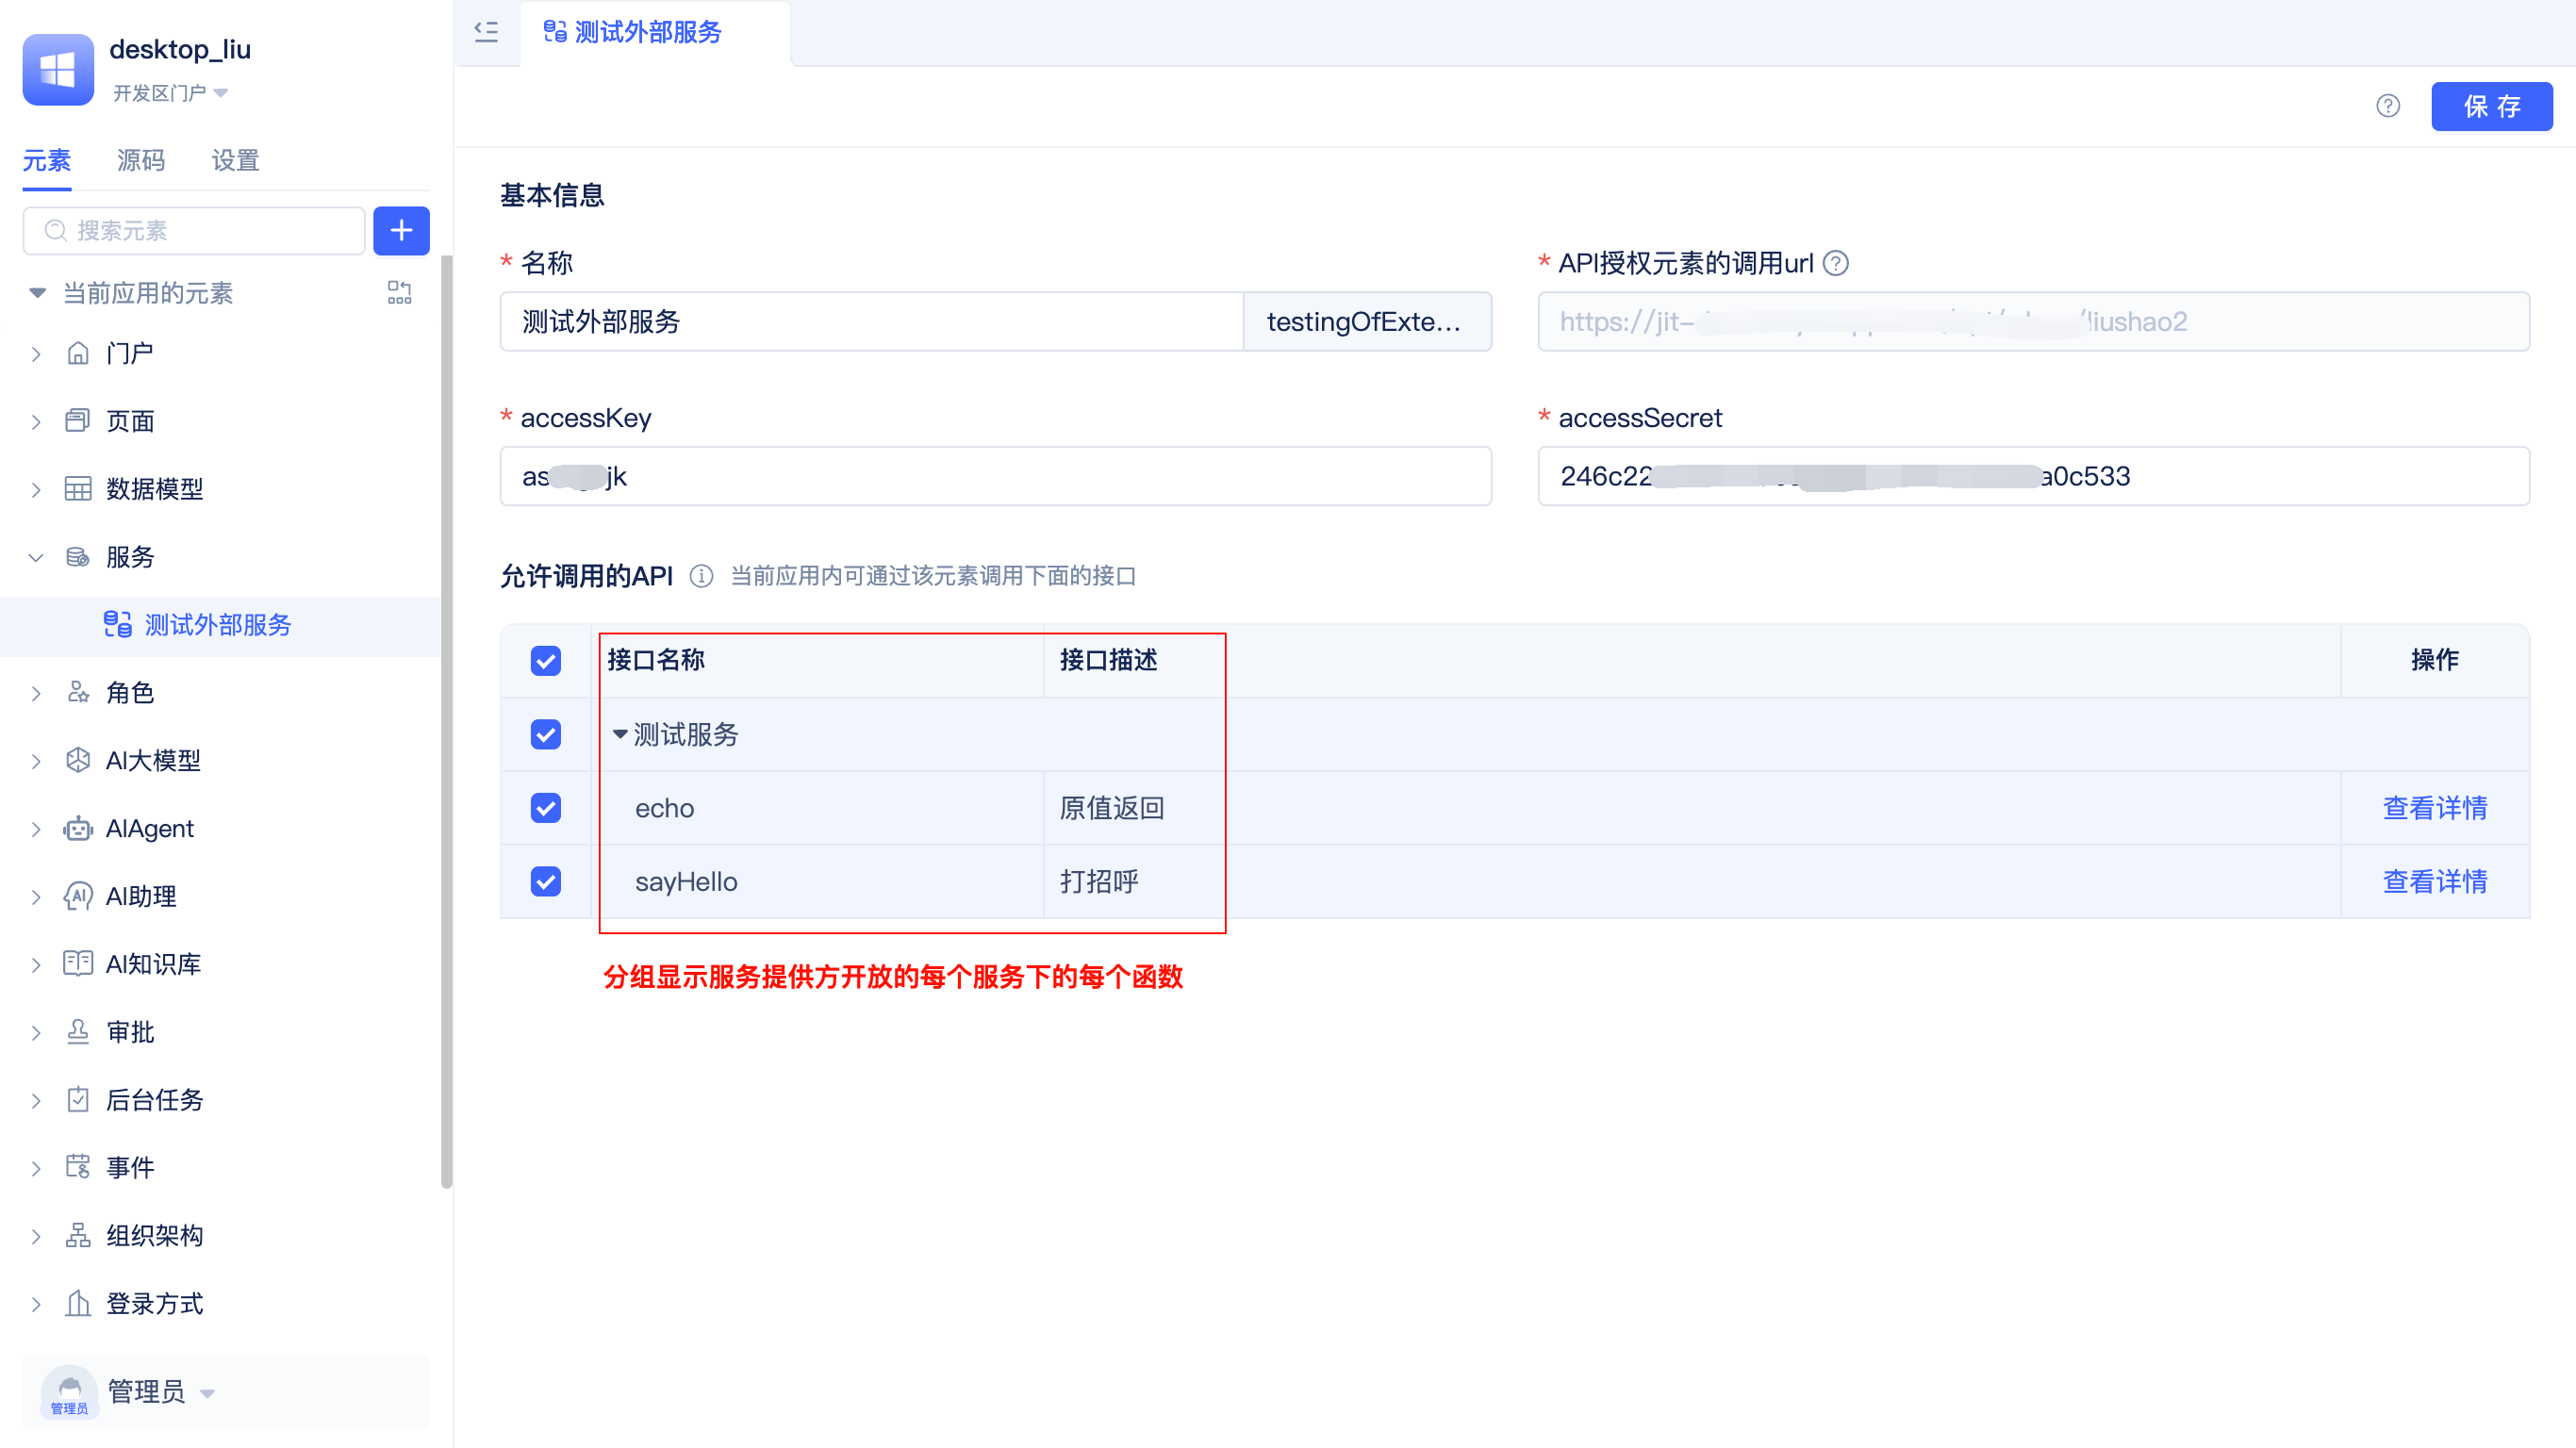 desktop_liu
开发区门户
元素 源码 设置
搜索元素
当前应用的元素
门户
页面
数据模型
服务
测试外部服务
角色
AI大模型
AIAgent
AI助理
AI知识库
审批
后台任务
事件
组织架构
登录方式
管理员
管理员
测试外部服务
保 存
基本信息
* 名称
测试外部服务 testingOfExte...
* API授权元素的调用url
https://jit- liushao2
* accessKey
as jk
* accessSecret
246c22 a0c533
允许调用的API 当前应用内可通过该元素调用下面的接口
接口名称 接口描述 操作
测试服务
echo 原值返回 查看详情
sayHello 打招呼 查看详情
分组显示服务提供方开放的每个服务下的每个函数